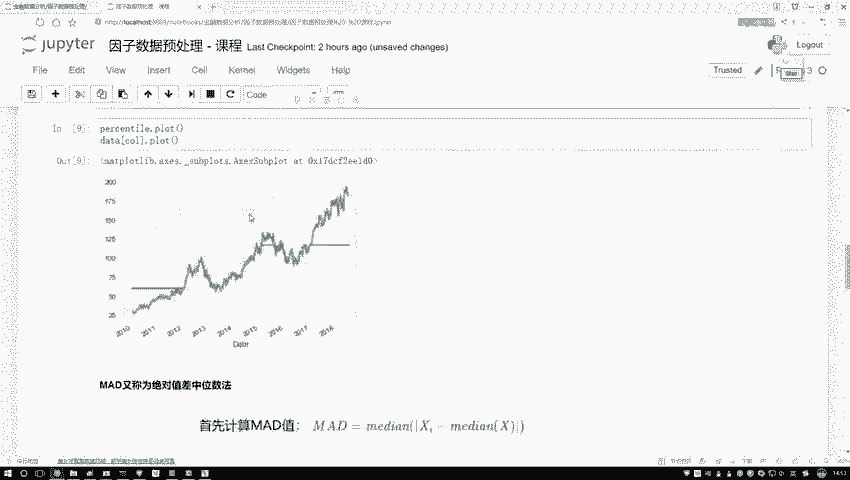 jupyter 因子数据预处理 - 课程 Last Checkpoint: 2 hours ago (unsaved changes)
Logout
File Edit View Insert Cell Kernel Widgets Help
Trusted
Code
In [9]: percentile.plot()
data[col].plot()
Out[9]: <matplotlib.axes._subplots.AxesSubplot at 0x17dcf2ee1d0>
200
175
150
125
100
75
50
25
2010 2011 2012 2013 2014 2015 2016 2017 2018
Date
MAD又称为绝对值差中位数法
首先计算MAD值: MAD = median(|Xi - median(X)|)
14:53